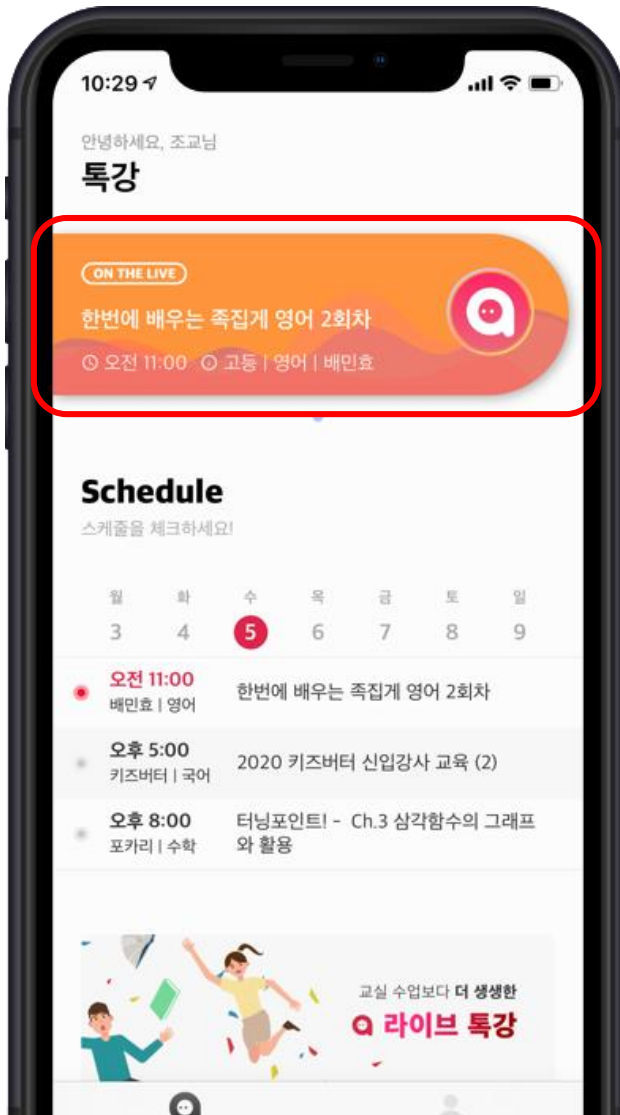 10:29
안녕하세요, 조교님
톡강
ON THE LIVE
한번에 배우는 족집게 영어 2회차
오전 11:00 고등 | 영어 | 배민효
Schedule
스케줄을 체크하세요!
월 화 수 목 금 토 일
3 4 5 6 7 8 9
오전 11:00
배민효 | 영어
한번에 배우는 족집게 영어 2회차
오후 5:00
키즈버터 | 국어
2020 키즈버터 신입강사 교육 (2)
오후 8:00
포카리 | 수학
터닝포인트! - Ch.3 삼각함수의 그래프
와 활용
교실 수업보다 더 생생한
라이브 톡강